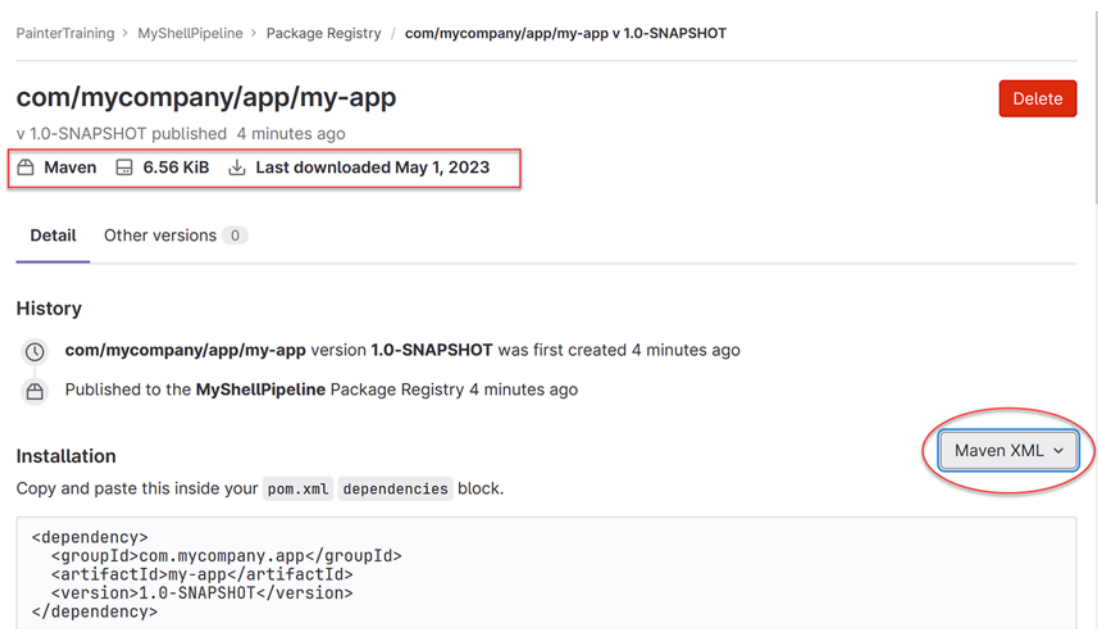 PainterTraining > MyShellPipeline > Package Registry / com/mycompany/app/my-app v 1.0-SNAPSHOT
com/mycompany/app/my-app
Delete
v 1.0-SNAPSHOT published 4 minutes ago
Maven 6.56 KiB Last downloaded May 1, 2023
Detail Other versions 0
History
com/mycompany/app/my-app version 1.0-SNAPSHOT was first created 4 minutes ago
Published to the MyShellPipeline Package Registry 4 minutes ago
Installation
Maven XML
Copy and paste this inside your pom.xml dependencies block.
<dependency>
  <groupId>com.mycompany.app</groupId>
  <artifactId>my-app</artifactId>
  <version>1.0-SNAPSHOT</version>
</dependency>